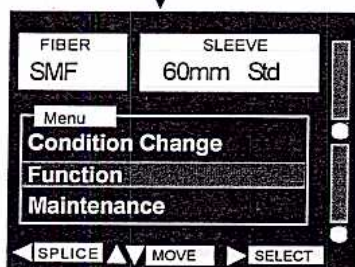 FIBER
SMF
SLEEVE
60mm Std
Menu
Condition Change
Function
Maintenance
SPLICE MOVE SELECT